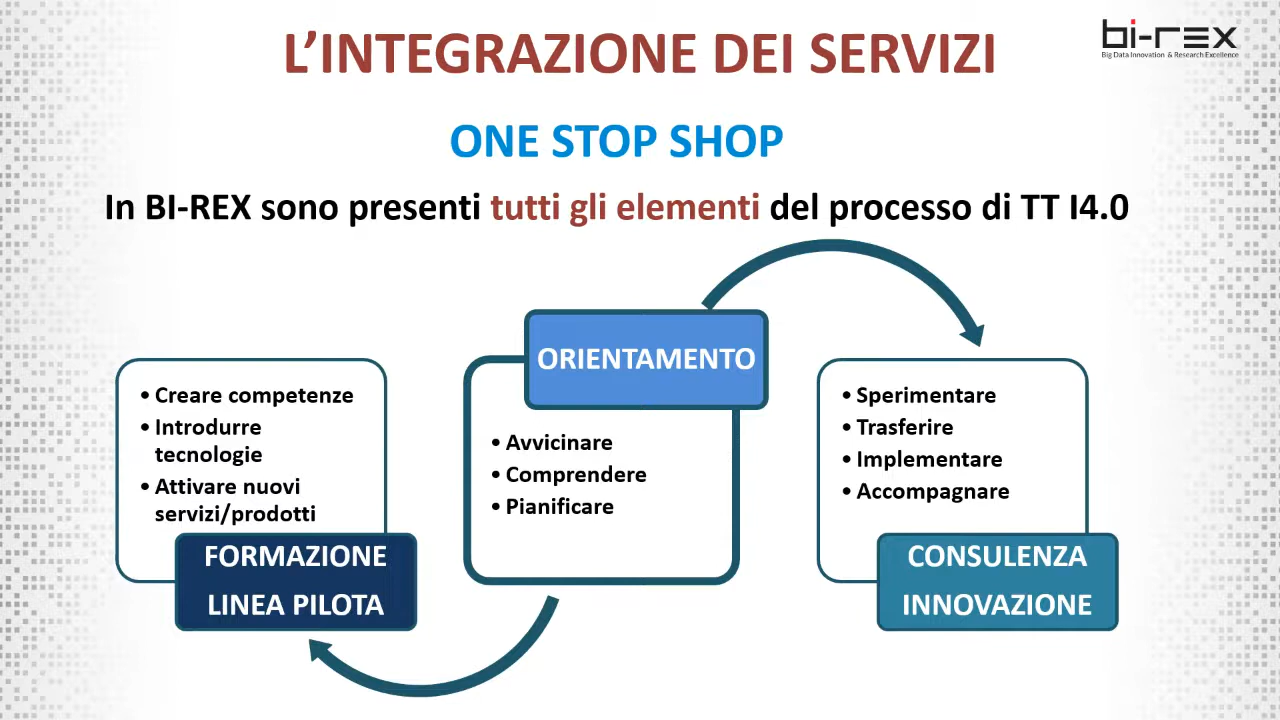 L'INTEGRAZIONE DEI SERVIZI
bi-rex
Big Data Innovation & Research Excellence
ONE STOP SHOP
In BI-REX sono presenti tutti gli elementi del processo di TT I4.0
• Creare competenze
• Introdurre
tecnologie
• Attivare nuovi
servizi/prodotti
FORMAZIONE
LINEA PILOTA
ORIENTAMENTO
• Avvicinare
• Comprendere
• Pianificare
• Sperimentare
• Trasferire
• Implementare
• Accompagnare
CONSULENZA
INNOVAZIONE